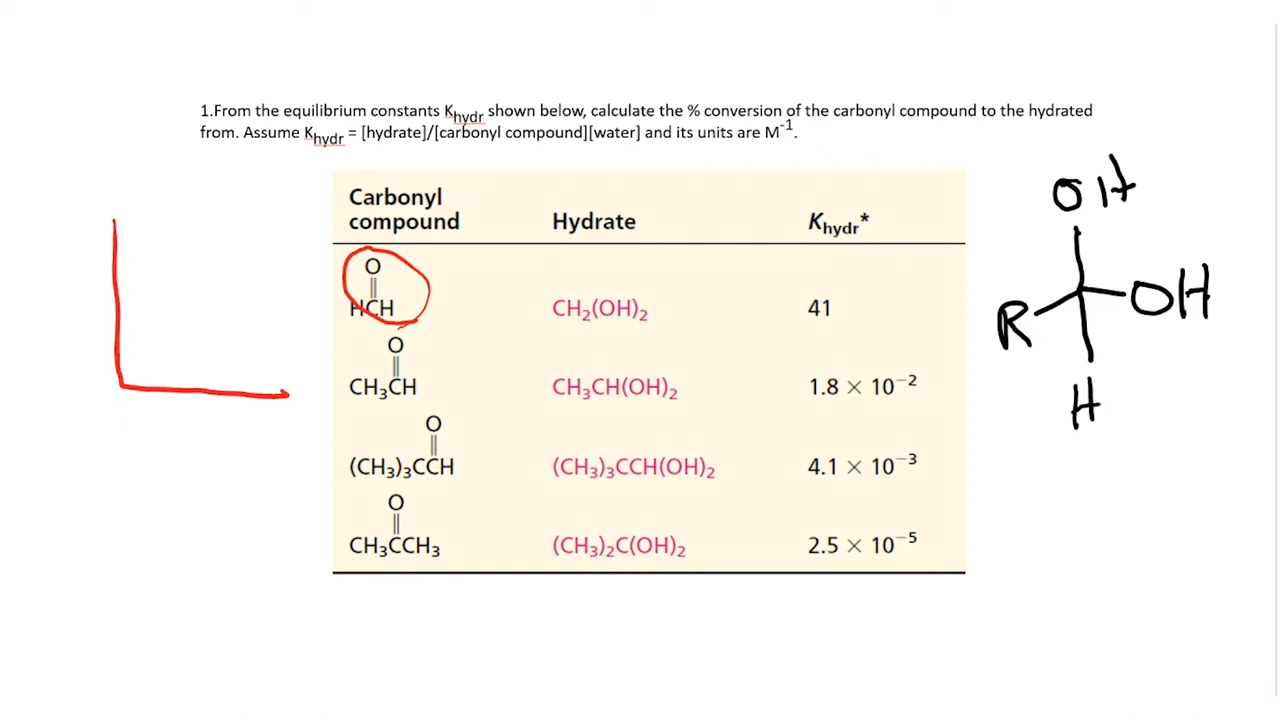 1.From the equilibrium constants Khydr shown below, calculate the % conversion of the carbonyl compound to the hydrated
from. Assume Khydr = [hydrate]/[carbonyl compound][water] and its units are M-1.
Carbonyl
compound Hydrate Khydr*
O
||
HCH CH2(OH)2 41
O
||
CH3CH CH3CH(OH)2 1.8 × 10−2
O
||
(CH3)3CCH (CH3)3CCH(OH)2 4.1 × 10−3
O
||
CH3CCH3 (CH3)2C(OH)2 2.5 × 10−5
OH
R OH
H